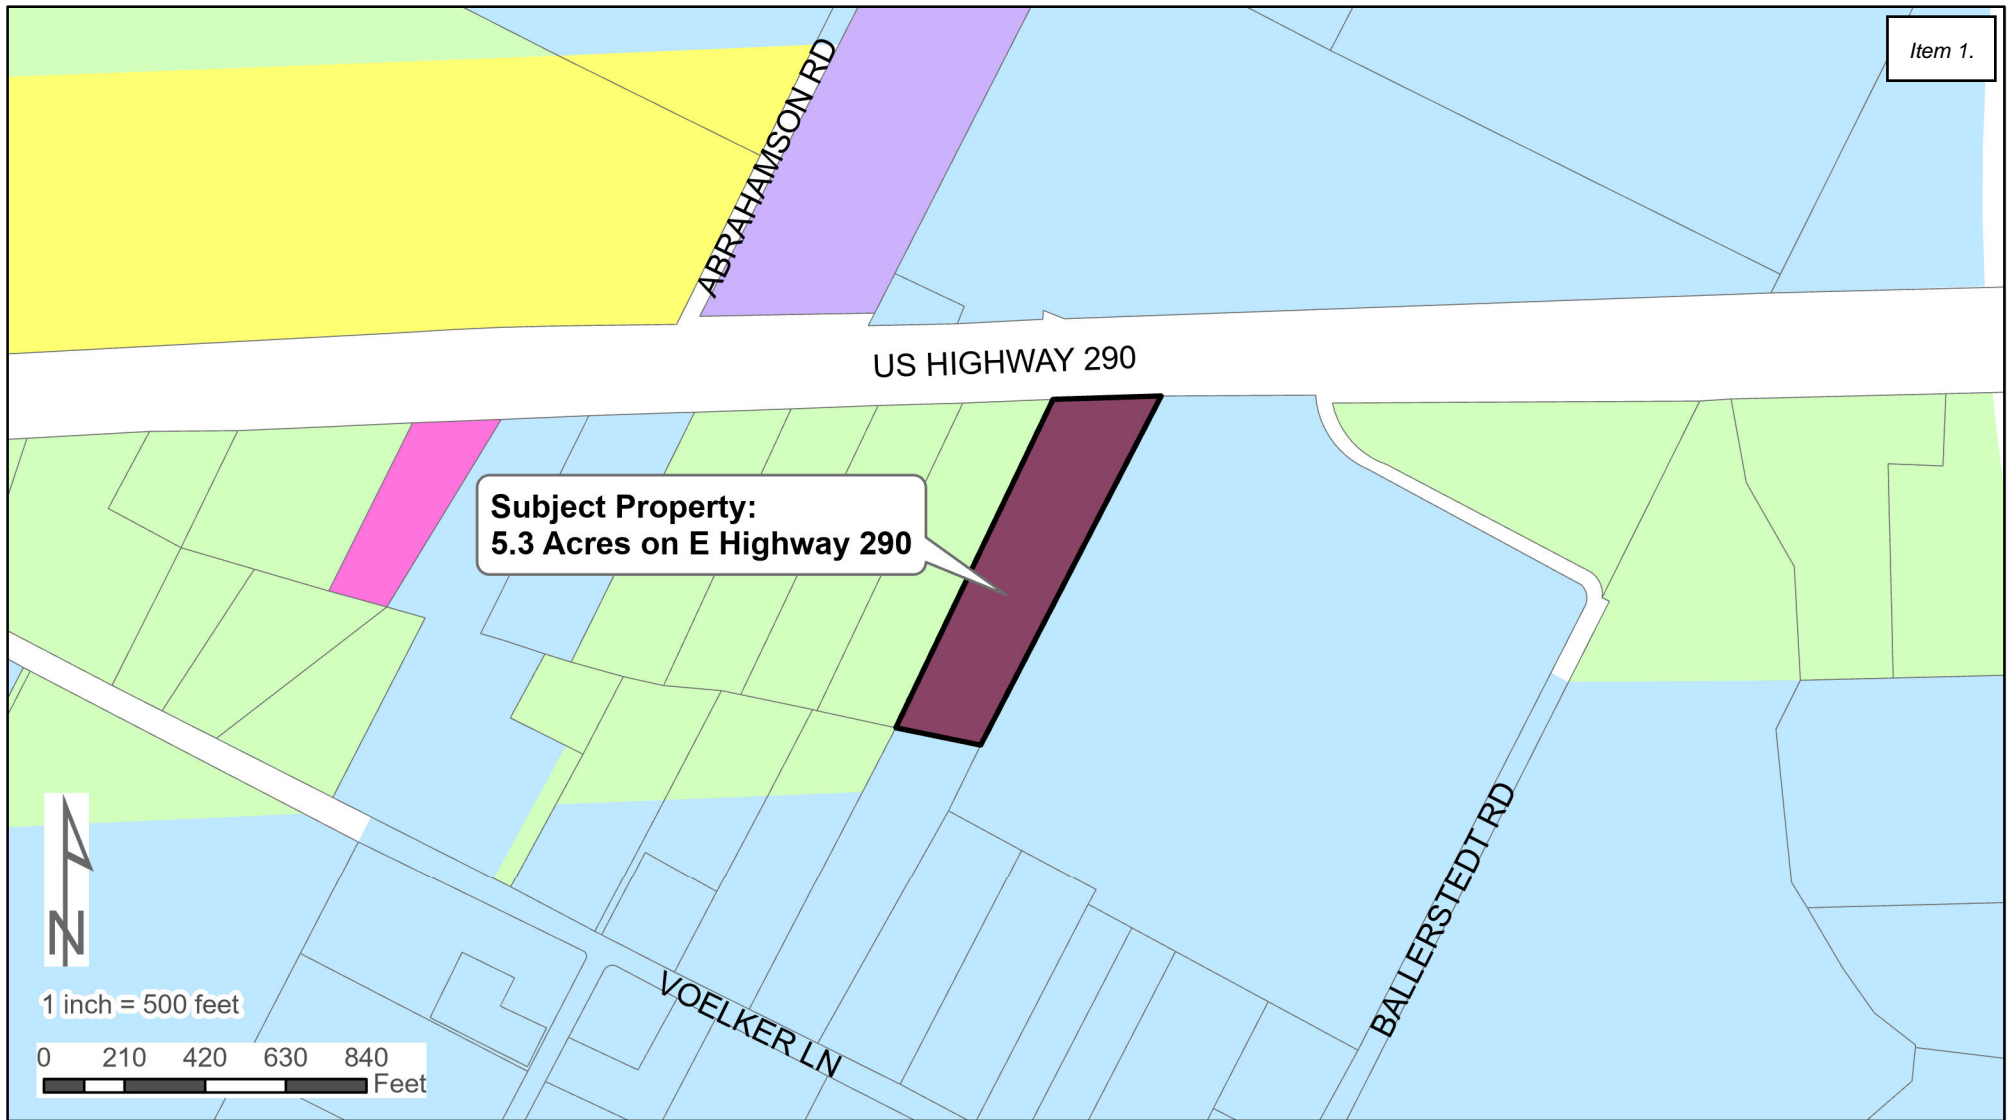 Item 1.
ABRAHAMSON RD
US HIGHWAY 290
Subject Property:
5.3 Acres on E Highway 290
BALLERSTEDT RD
VOELKER LN
N
1 inch = 500 feet
0 210 420 630 840
Feet